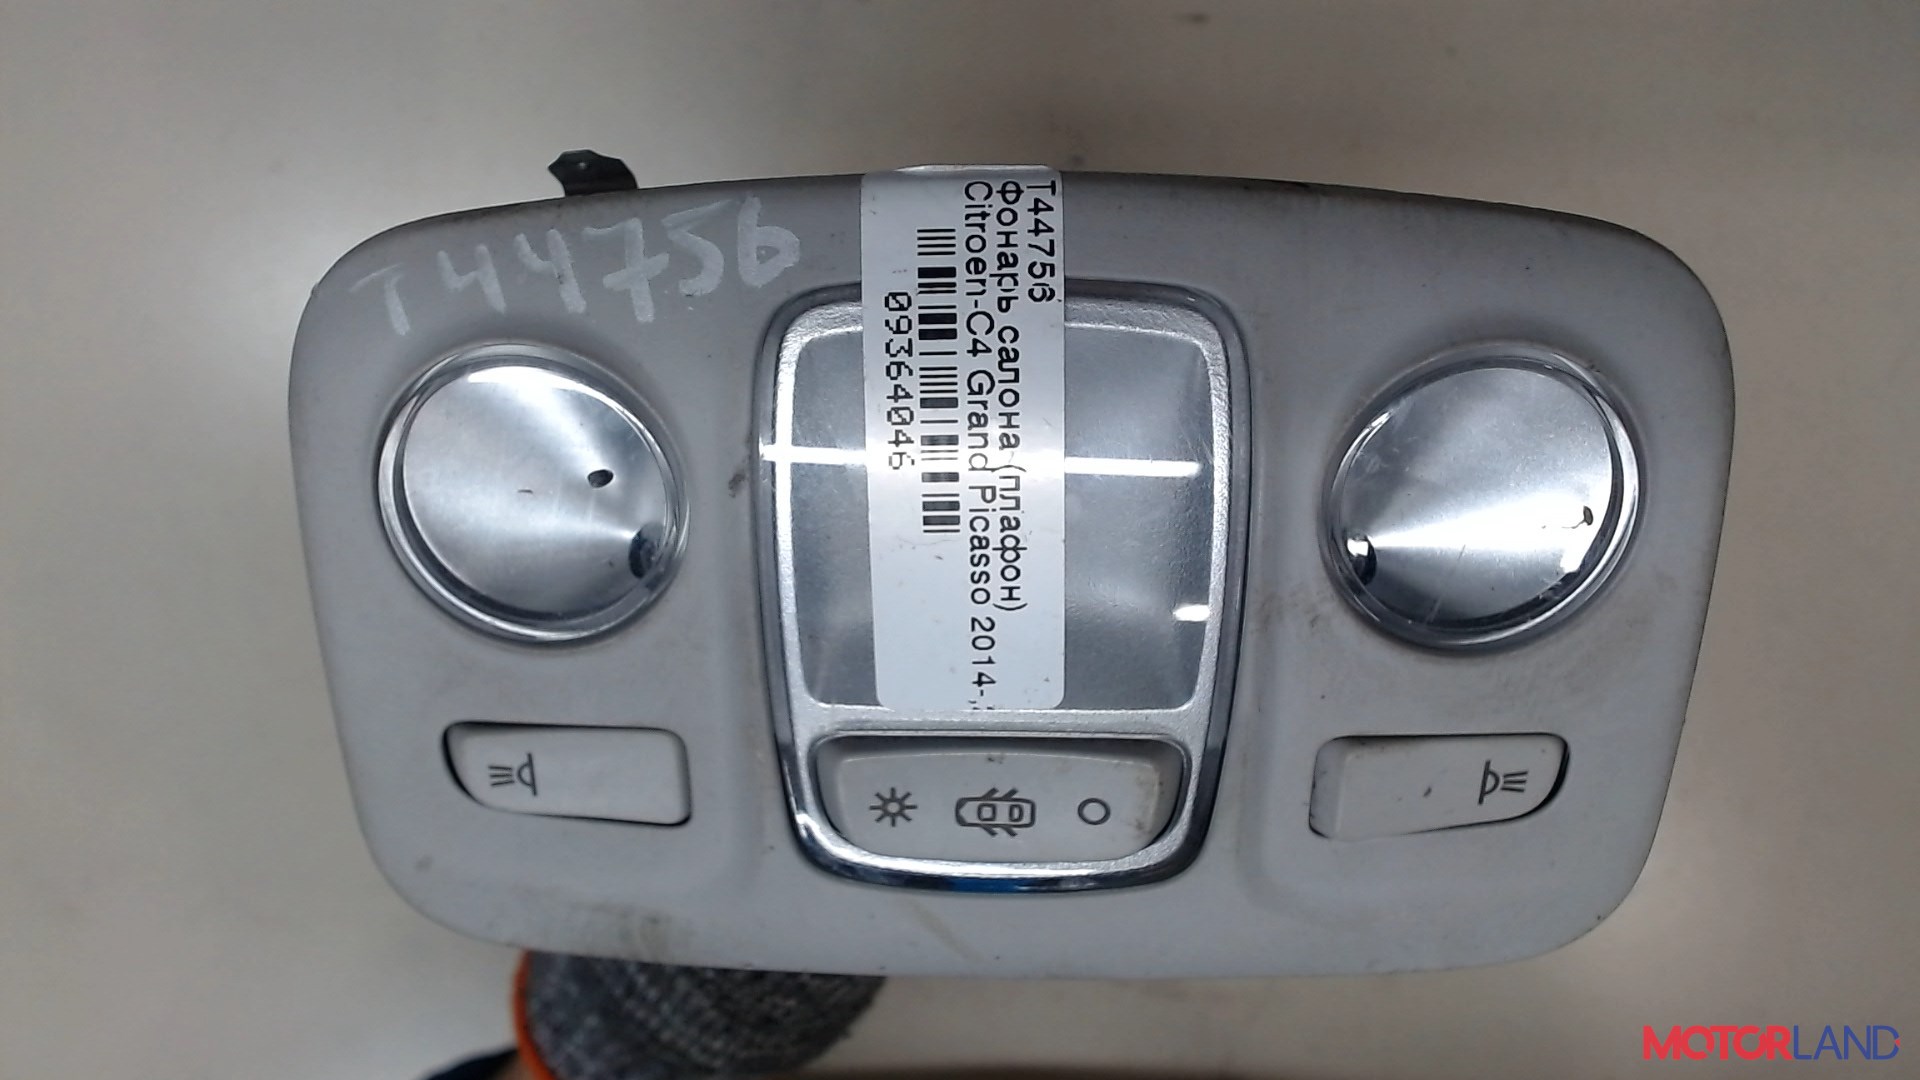 T44756
T44756
Фонарь салона (плафон)
Citroen-C4 Grand Picasso 2014-,
09364046
MOTORLAND